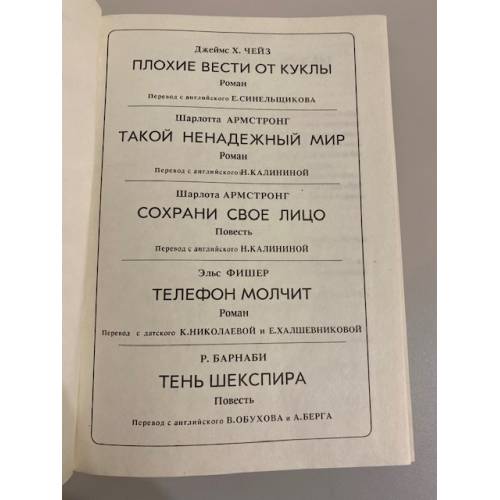 Джеймс Х. ЧЕЙЗ
ПЛОХИЕ ВЕСТИ ОТ КУКЛЫ
Роман
Перевод с английского Е.СИНЕЛЬЩИКОВА
Шарлотта АРМСТРОНГ
ТАКОЙ НЕНАДЕЖНЫЙ МИР
Роман
Перевод с английского Н.КАЛИНИНОЙ
Шарлота АРМСТРОНГ
СОХРАНИ СВОЕ ЛИЦО
Повесть
Перевод с английского Н.КАЛИНИНОЙ
Эльс ФИШЕР
ТЕЛЕФОН МОЛЧИТ
Роман
Перевод с датского К.НИКОЛАЕВОЙ и Е.ХАЛШЕВНИКОВОЙ
Р. БАРНАБИ
ТЕНЬ ШЕКСПИРА
Повесть
Перевод с английского В.ОБУХОВА и А.БЕРГА